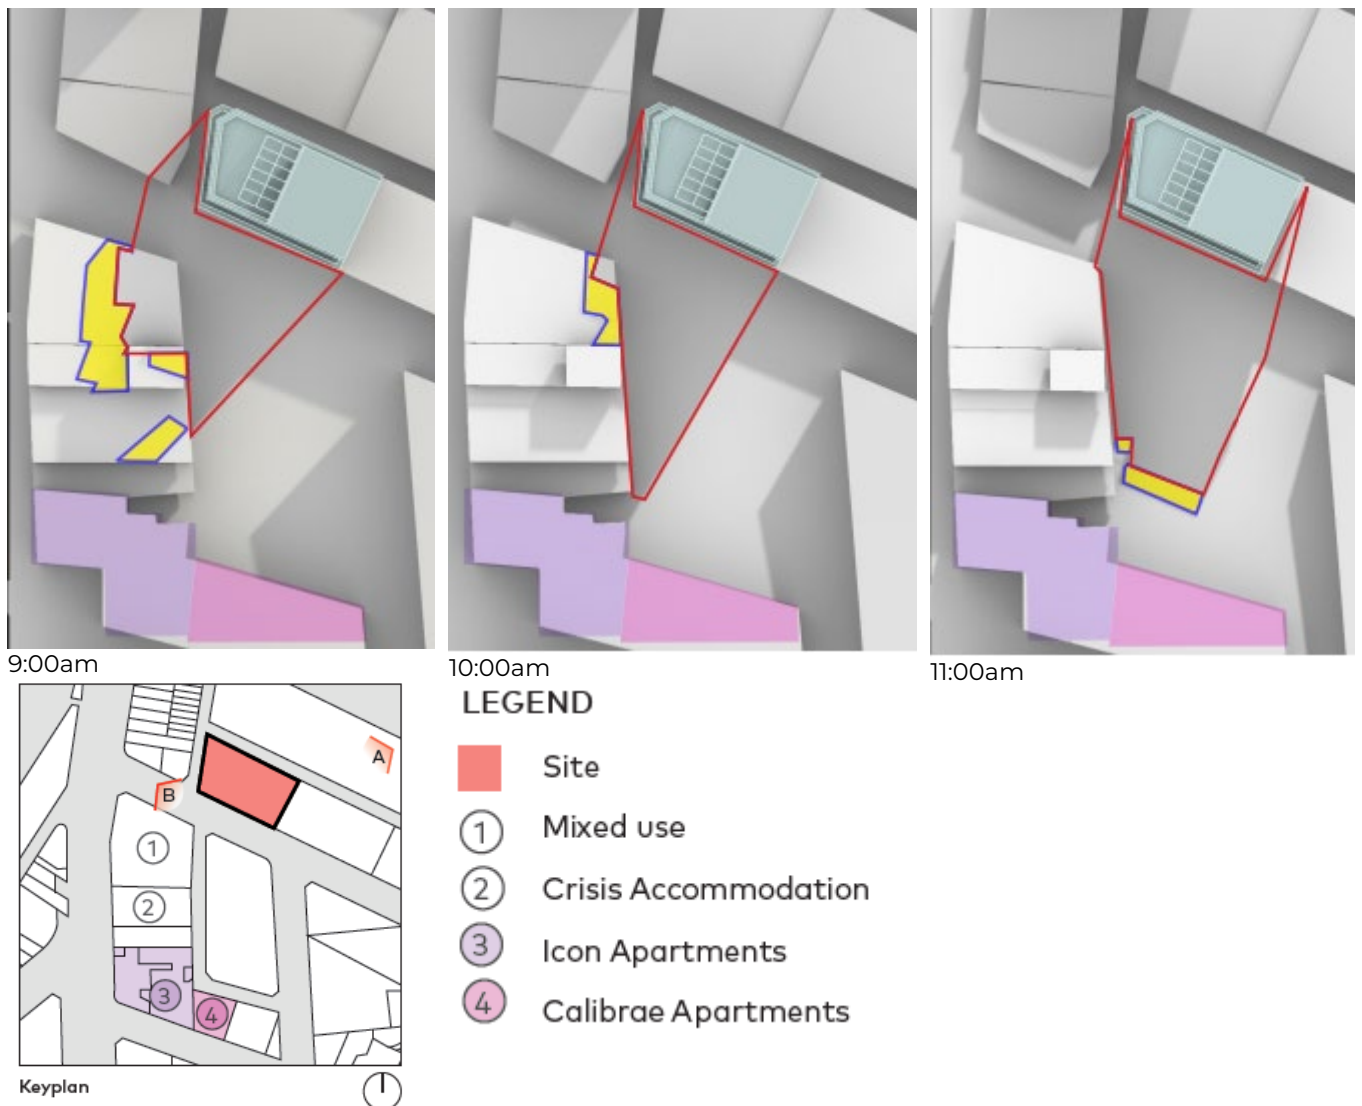 9:00am
10:00am
11:00am
A
B
1
2
3
4
Keyplan
LEGEND
Site
1 Mixed use
2 Crisis Accommodation
3 Icon Apartments
4 Calibrae Apartments